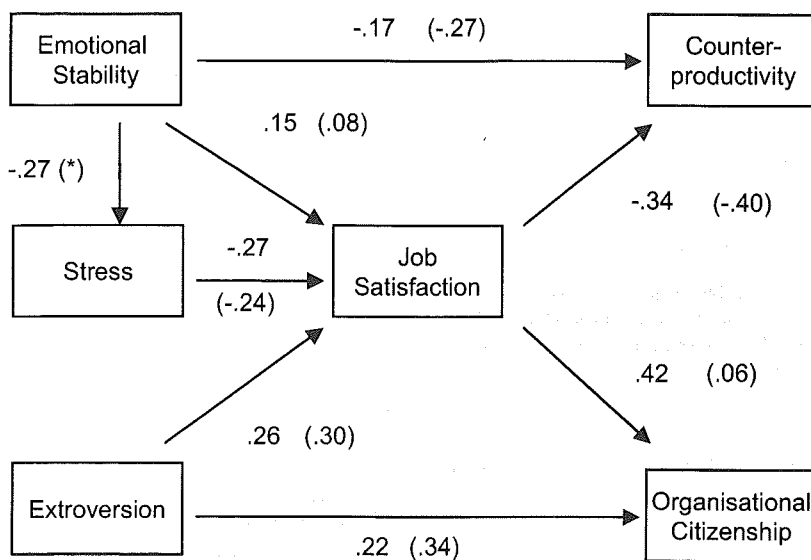 Emotional
Stability
-.17 (-.27)
Counter-
productivity
.15 (.08)
-.27 (*)
-.34 (-.40)
Stress
-.27
(-.24)
Job
Satisfaction
.42 (.06)
.26 (.30)
Extroversion
.22 (.34)
Organisational
Citizenship